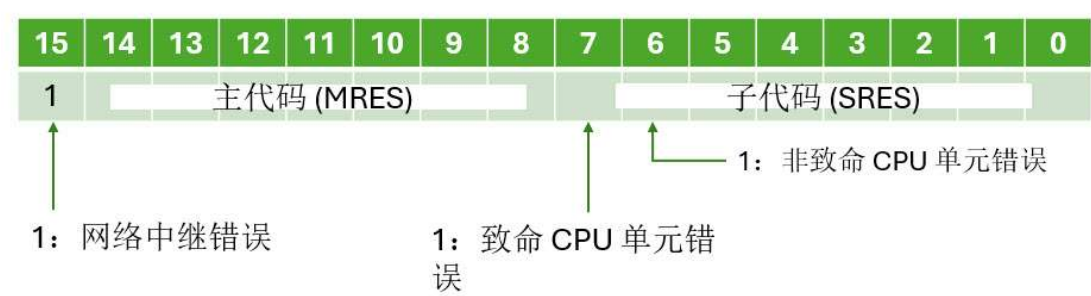 15 14 13 12 11 10 9 8 7 6 5 4 3 2 1 0
1 主代码 (MRES) 子代码 (SRES)
1：非致命 CPU 单元错误
1：网络中继错误
1：致命 CPU 单元错
误